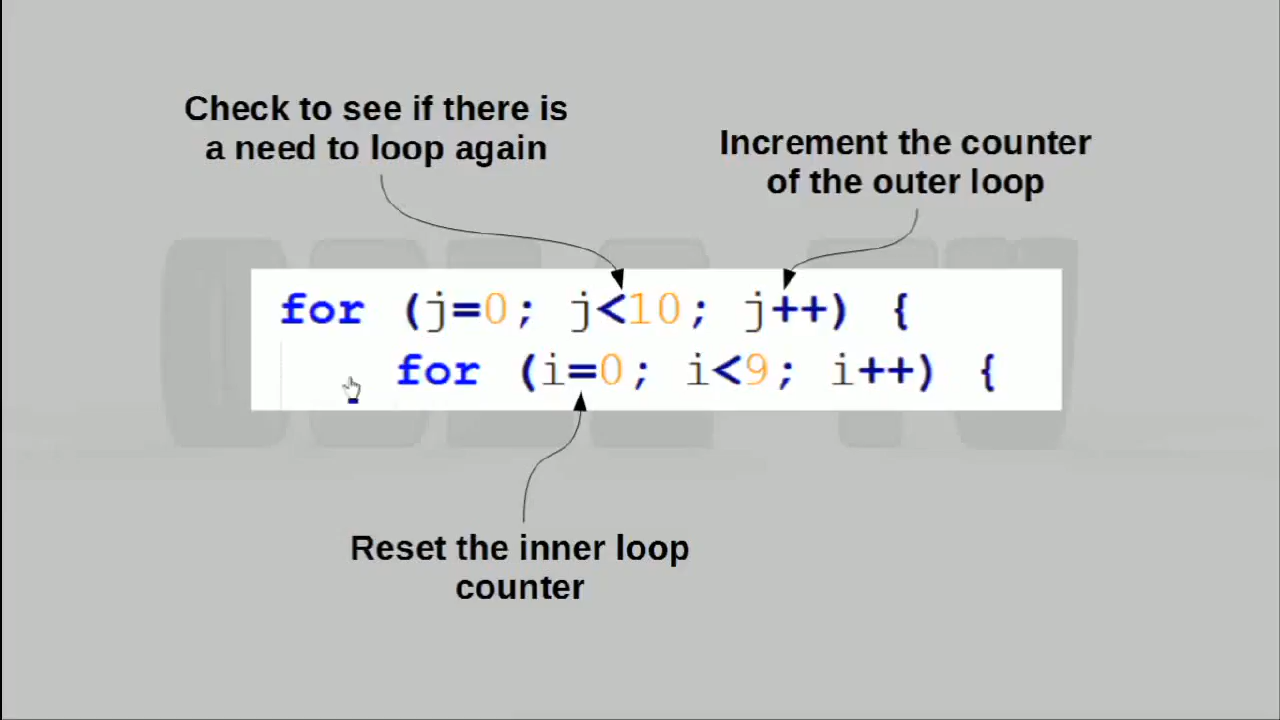 Check to see if there is
a need to loop again
Increment the counter
of the outer loop
for (j=0; j<10; j++) {
for (i=0; i<9; i++) {
Reset the inner loop
counter